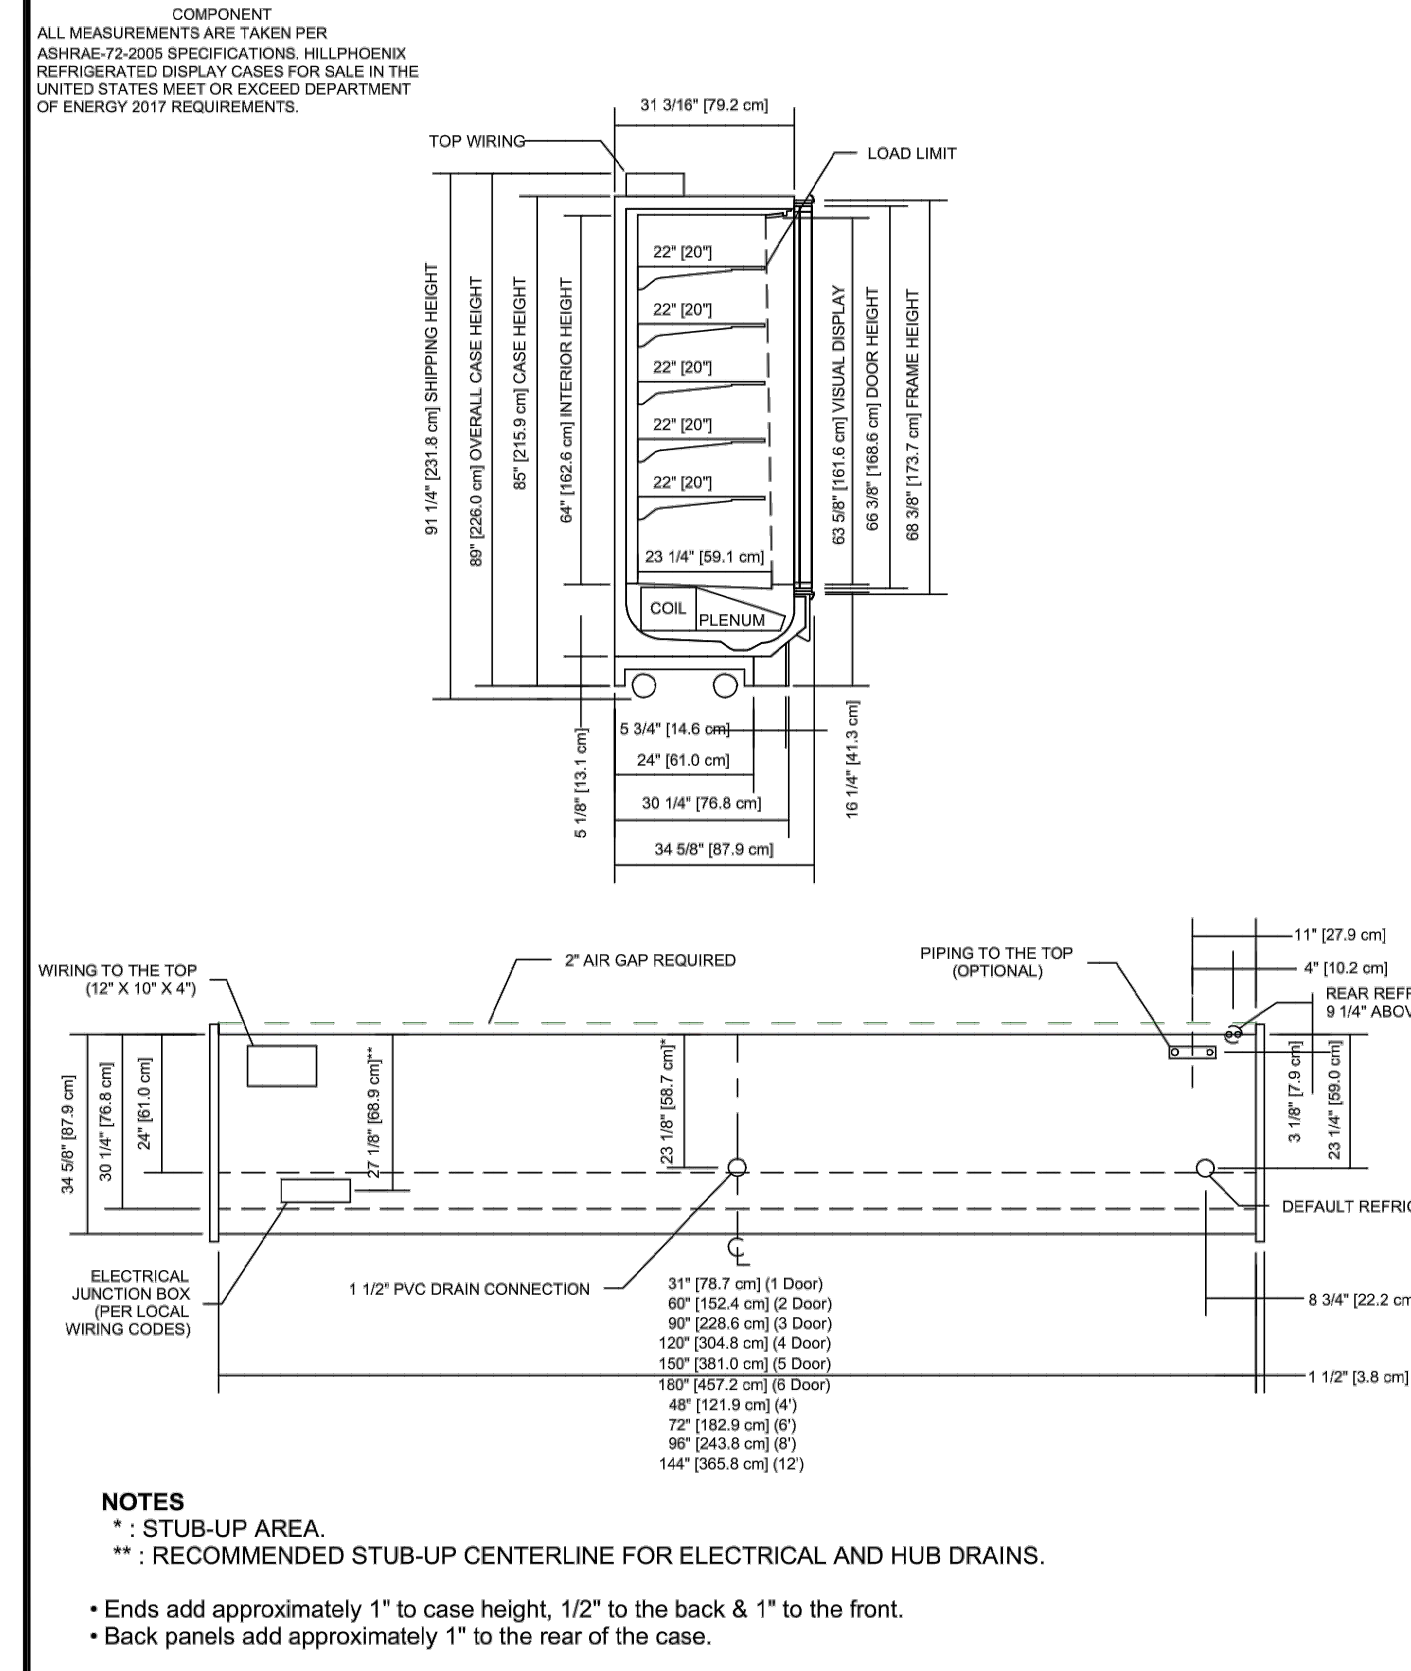 COMPONENT
ALL MEASUREMENTS ARE TAKEN PER
ASHRAE-72-2005 SPECIFICATIONS. HILLPHOENIX
REFRIGERATED DISPLAY CASES FOR SALE IN THE
UNITED STATES MEET OR EXCEED DEPARTMENT
OF ENERGY 2017 REQUIREMENTS.
31 3/16" [79.2 cm]
TOP WIRING
LOAD LIMIT
91 1/4" [231.8 cm] SHIPPING HEIGHT
89" [226.0 cm] OVERALL CASE HEIGHT
85" [215.9 cm] CASE HEIGHT
64" [162.6 cm] INTERIOR HEIGHT
22" [20"]
22" [20"]
22" [20"]
22" [20"]
22" [20"]
23 1/4" [59.1 cm]
COIL
PLENUM
63 5/8" [161.6 cm] VISUAL DISPLAY
66 3/8" [168.6 cm] DOOR HEIGHT
68 3/8" [173.7 cm] FRAME HEIGHT
5 1/8" [13.1 cm]
5 3/4" [14.6 cm]
24" [61.0 cm]
30 1/4" [76.8 cm]
34 5/8" [87.9 cm]
16 1/4" [41.3 cm]
WIRING TO THE TOP
(12" X 10" X 4")
2" AIR GAP REQUIRED
PIPING TO THE TOP
(OPTIONAL)
11" [27.9 cm]
4" [10.2 cm]
REAR REF
9 1/4" ABO
34 5/8" [87.9 cm]
30 1/4" [76.8 cm]
24" [61.0 cm]
27 1/8" [68.9 cm]**
23 1/8" [58.7 cm]*
3 1/8" [7.9 cm]
23 1/4" [59.0 cm]
DEFAULT REFRI
ELECTRICAL
JUNCTION BOX
(PER LOCAL
WIRING CODES)
1 1/2" PVC DRAIN CONNECTION
8 3/4" [22.2 cm
1 1/2" [3.8 cm]
31" [78.7 cm] (1 Door)
60" [152.4 cm] (2 Door)
90" [228.6 cm] (3 Door)
120" [304.8 cm] (4 Door)
150" [381.0 cm] (5 Door)
180" [457.2 cm] (6 Door)
48" [121.9 cm] (4')
72" [182.9 cm] (6')
96" [243.8 cm] (8')
144" [365.8 cm] (12')
NOTES
* : STUB-UP AREA.
** : RECOMMENDED STUB-UP CENTERLINE FOR ELECTRICAL AND HUB DRAINS.
• Ends add approximately 1" to case height, 1/2" to the back & 1" to the front.
• Back panels add approximately 1" to the rear of the case.